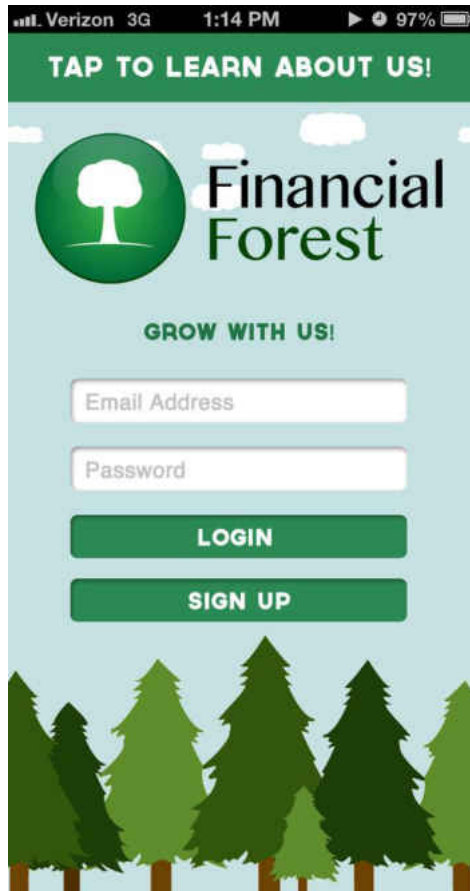 Verizon 3G 1:14 PM 97%
TAP TO LEARN ABOUT US!
Financial
Forest
GROW WITH US!
Email Address
Password
LOGIN
SIGN UP